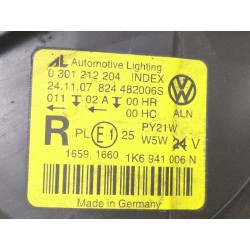 AL Automotive Lighting
0 301 212 204 INDEX
24.11.07 824 482006S
011 02 A 00 HR
00 HC ALN
R PL E1 25 PY21W
W5W 24 V
1659, 1660 1K6 941 006 N
Made in Germany